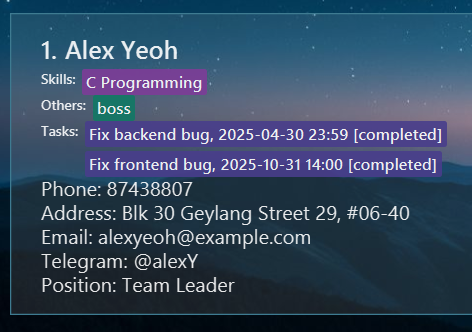 1. Alex Yeoh
Skills: C Programming
Others: boss
Tasks: Fix backend bug, 2025-04-30 23:59 [completed]
Fix frontend bug, 2025-10-31 14:00 [completed]
Phone: 87438807
Address: Blk 30 Geylang Street 29, #06-40
Email: alexyeoh@example.com
Telegram: @alexY
Position: Team Leader